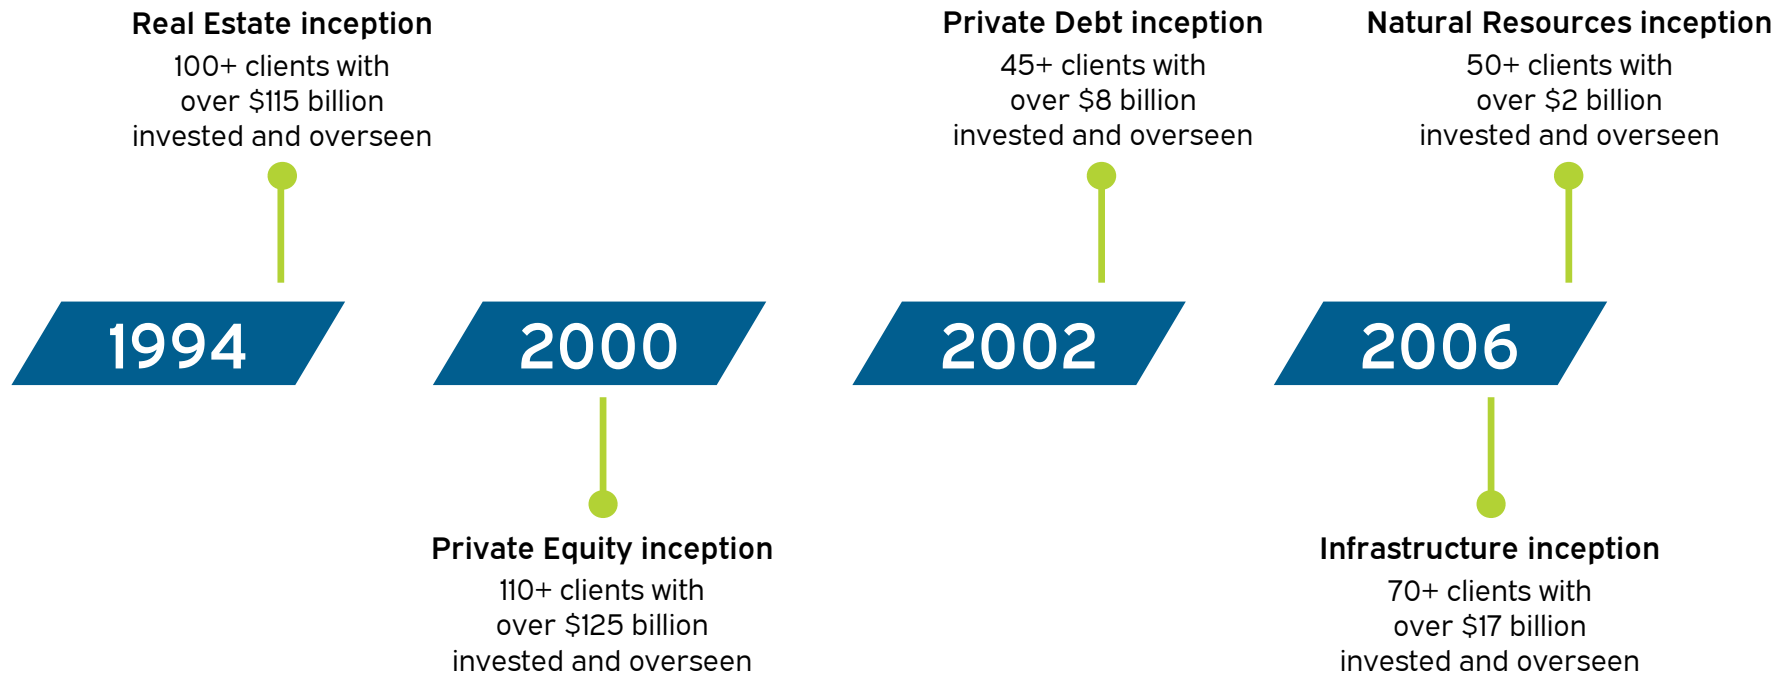 Real Estate inception
100+ clients with
over $115 billion
invested and overseen
Private Debt inception
45+ clients with
over $8 billion
invested and overseen
Natural Resources inception
50+ clients with
over $2 billion
invested and overseen
1994
2000
2002
2006
Private Equity inception
110+ clients with
over $125 billion
invested and overseen
Infrastructure inception
70+ clients with
over $17 billion
invested and overseen